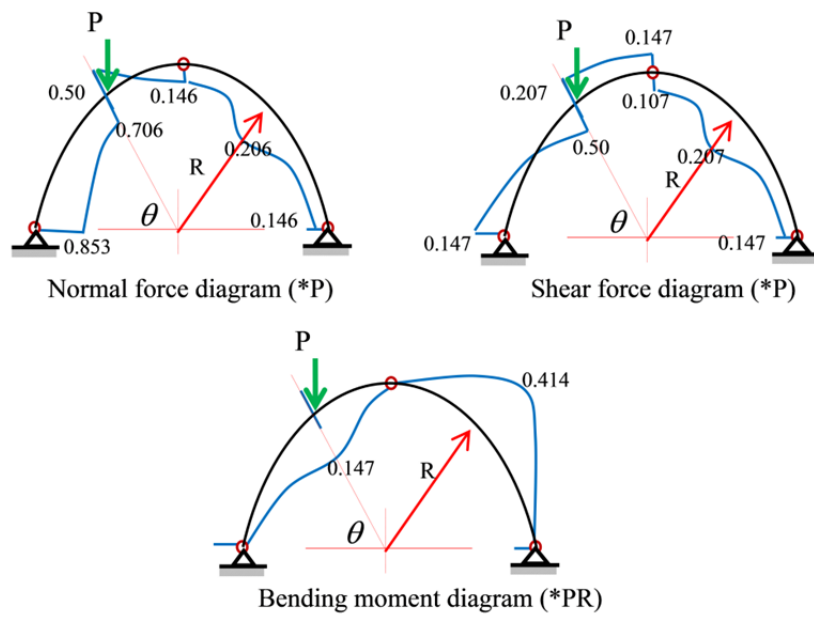 P
0.50
0.146
0.706
0.206
R
θ
0.146
0.853
Normal force diagram (*P)
P
0.147
0.207
0.107
0.50
0.207
R
θ
0.147
0.147
Shear force diagram (*P)
P
0.414
0.147
R
θ
Bending moment diagram (*PR)